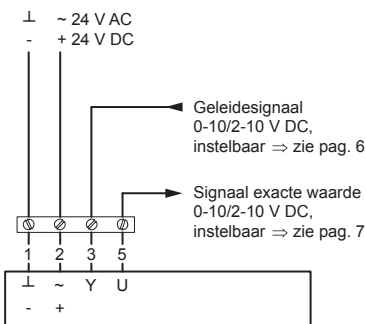 ⊥ ~ 24 V AC
- + 24 V DC
Geleidesignaal
0-10/2-10 V DC,
instelbaar ⇒ zie pag. 6
Signaal exacte waarde
0-10/2-10 V DC,
instelbaar ⇒ zie pag. 7
1 2 3 5
⊥ ~ Y U
- +